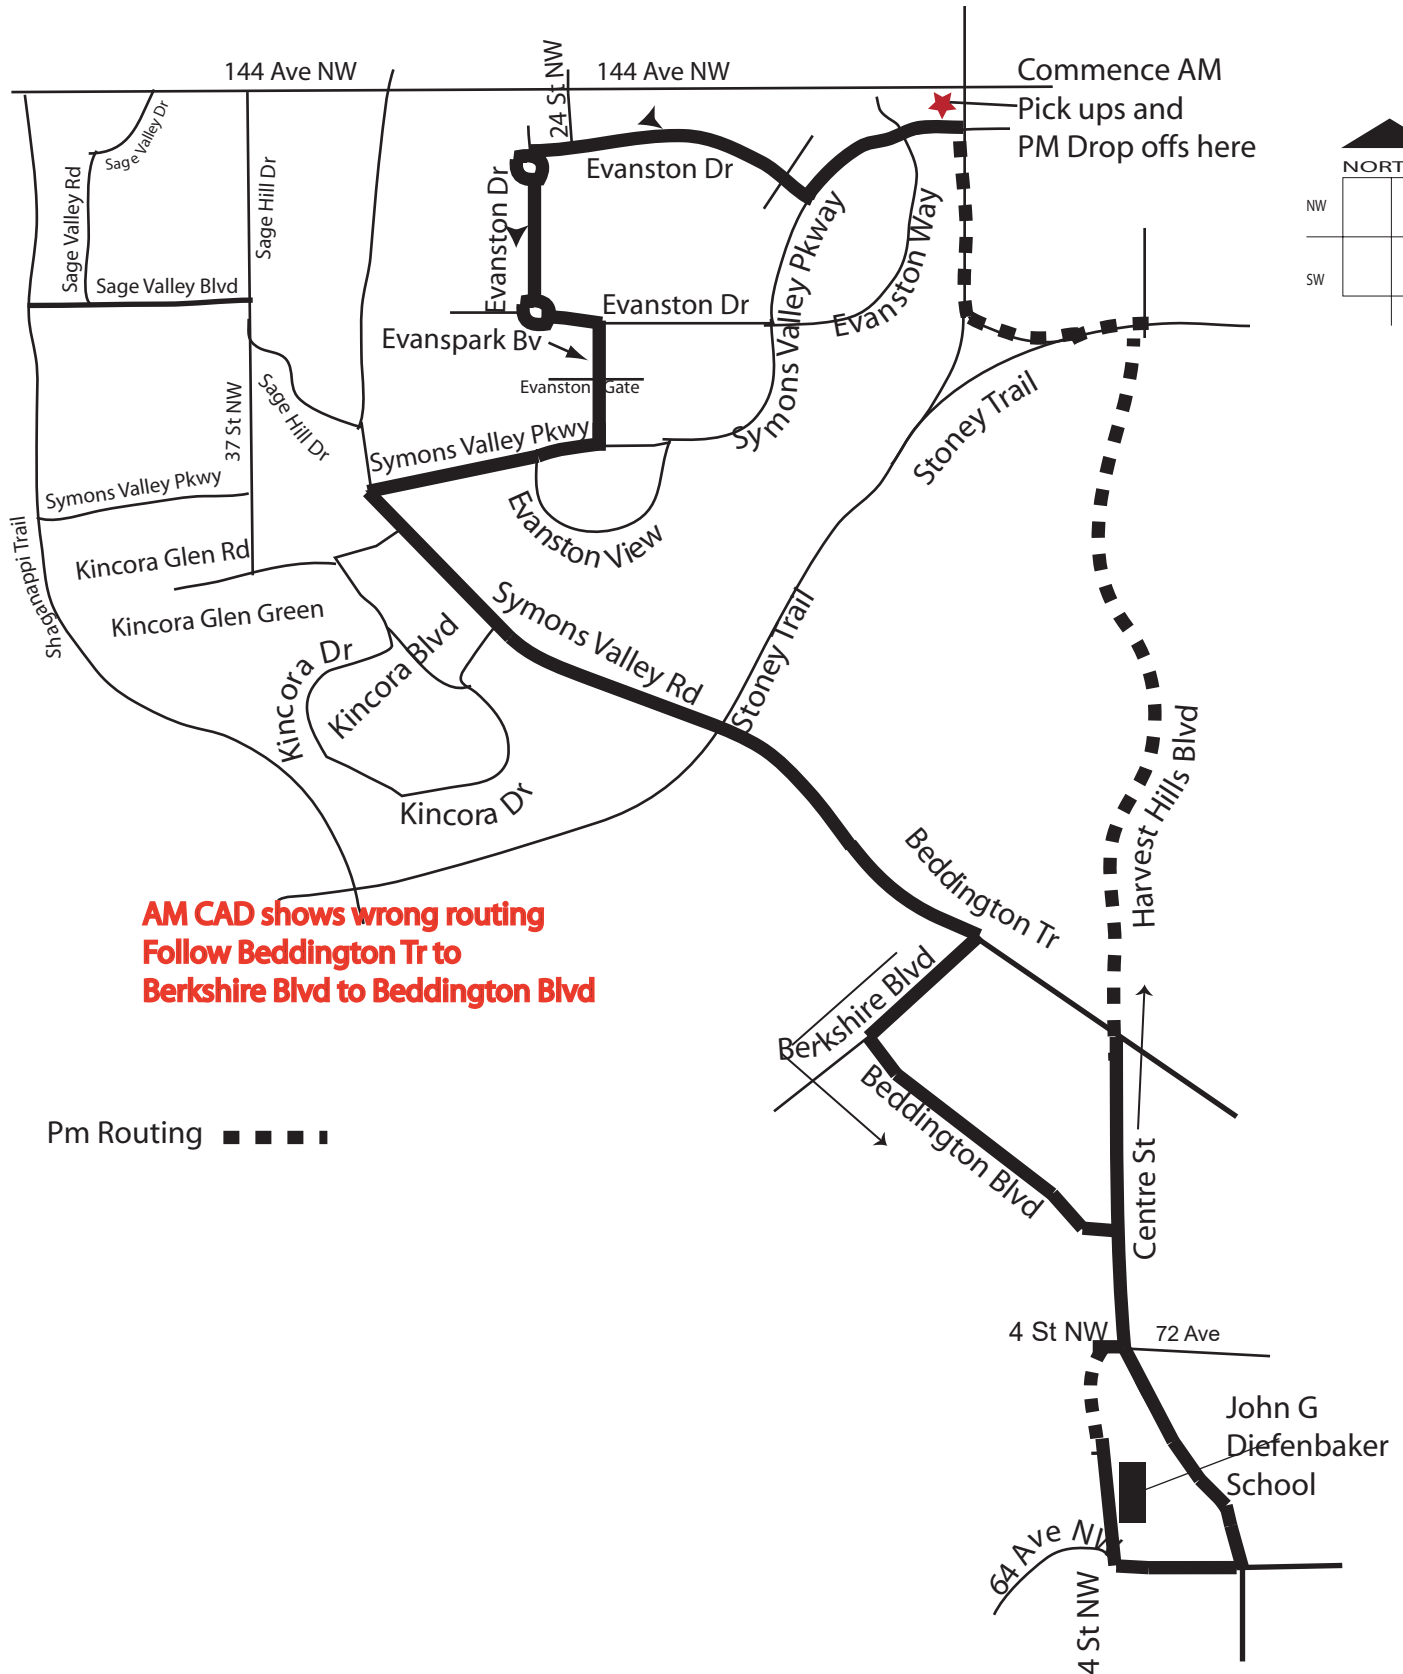 144 Ave NW
24 St NW
144 Ave NW
Commence AM
Pick ups and
PM Drop offs here
NORT
NW
SW
Sage Valley Dr
Sage Valley Rd
Sage Hill Dr
Evanston Dr
Evanston Dr
Symons Valley Pkway
Evanston Way
Sage Valley Blvd
Evanston Dr
Evanspark Bv
Evanston Gate
Sage Hill Dr
37 St NW
Symons Valley Pkwy
Symons Valley Pkwy
Stoney Trail
Evanston View
Shaganappi Trail
Kincora Glen Rd
Kincora Glen Green
Symons Valley Rd
Stoney Trail
Kincora Dr
Kincora Blvd
Kincora Dr
Harvest Hills Blvd
Beddington Tr
AM CAD shows wrong routing
Follow Beddington Tr to
Berkshire Blvd to Beddington Blvd
Berkshire Blvd
Beddington Blvd
Pm Routing
Centre St
4 St NW
72 Ave
John G
Diefenbaker
School
64 Ave NW
4 St NW